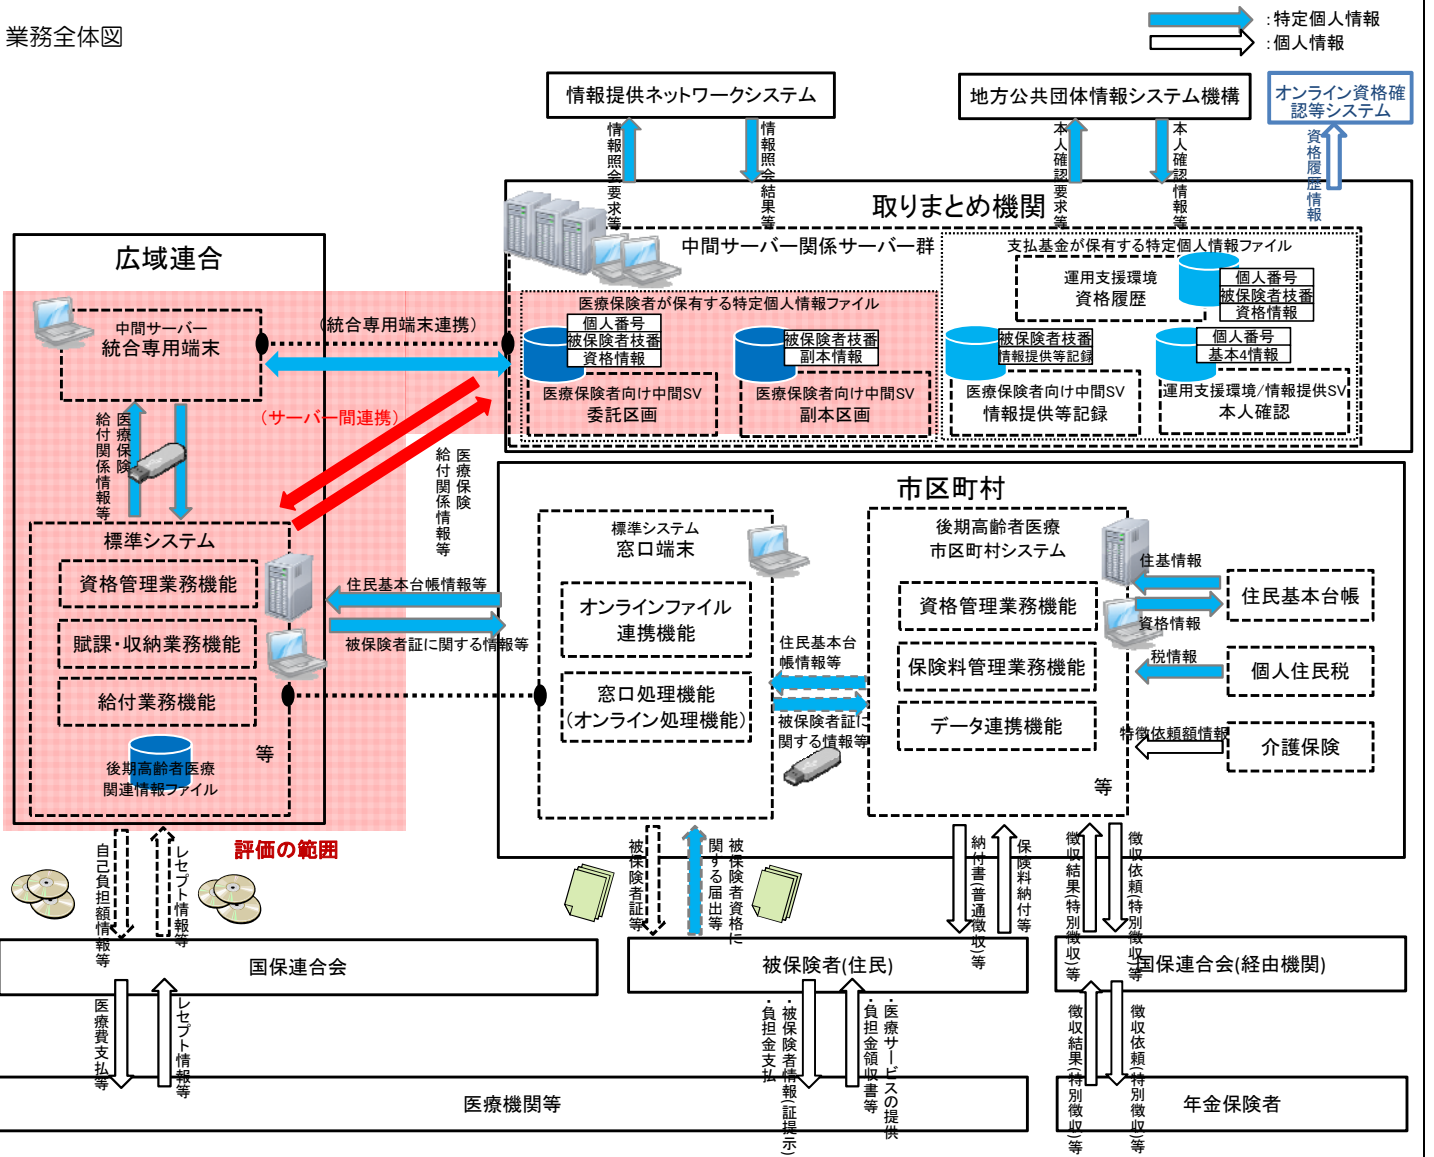 業務全体図
：特定個人情報
：個人情報
情報提供ネットワークシステム
地方公共団体情報システム機構
オンライン資格確
認等システム
情報照会要求等
情報照会結果等
本人確認要求等
本人確認情報等
資格履歴情報
取りまとめ機関
中間サーバー関係サーバー群
支払基金が保有する特定個人情報ファイル
運用支援環境
資格履歴
個人番号
被保険者枝番
資格情報
医療保険者が保有する特定個人情報ファイル
個人番号
被保険者枝番
資格情報
医療保険者向け中間SV
委託区画
被保険者枝番
副本情報
医療保険者向け中間SV
副本区画
被保険者枝番
情報提供等記録
医療保険者向け中間SV
情報提供等記録
個人番号
基本4情報
運用支援環境/情報提供SV
本人確認
広域連合
中間サーバー
統合専用端末
（統合専用端末連携）
（サーバー間連携）
医療保険
給付関係情報等
医療保険
給付関係情報等
標準システム
資格管理業務機能
賦課・収納業務機能
給付業務機能
等
後期高齢者医療
関連情報ファイル
評価の範囲
住民基本台帳情報等
被保険者証に関する情報等
市区町村
標準システム
窓口端末
オンラインファイル
連携機能
窓口処理機能
（オンライン処理機能）
住民基本台
帳情報等
被保険者証に
関する情報等
後期高齢者医療
市区町村システム
資格管理業務機能
保険料管理業務機能
データ連携機能
等
住基情報
資格情報
税情報
特徴依頼額情報
住民基本台帳
個人住民税
介護保険
自己負担額情報等
レセプト情報等
被保険者証等
被保険者資格に
関する届出等
納付書(普通徴収)等
保険料納付等
徴収結果(特別徴収)等
徴収依頼(特別徴収)等
国保連合会
被保険者(住民)
国保連合会(経由機関)
医療費支払等
レセプト情報等
・被保険者情報(証提示)
・負担金支払
・医療サービスの提供
・負担金領収書等
徴収結果(特別徴収)等
徴収依頼(特別徴収)等
医療機関等
年金保険者